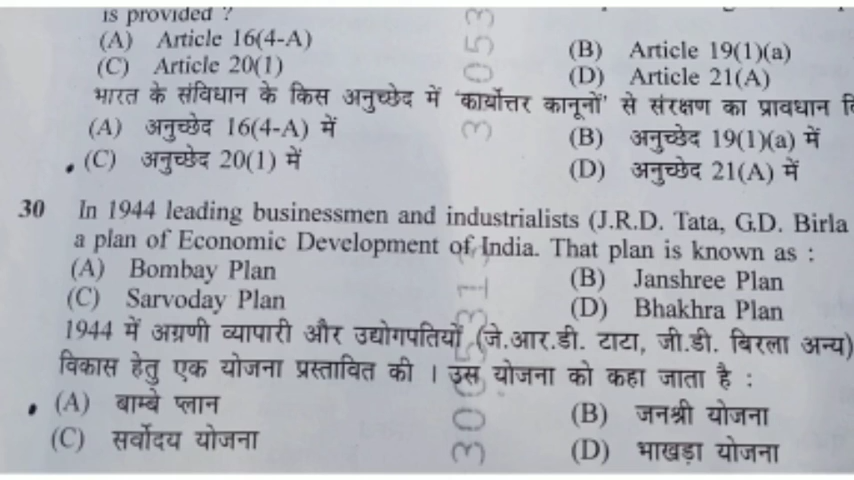 is provided ?
(A) Article 16(4-A) (B) Article 19(1)(a)
(C) Article 20(1) (D) Article 21(A)
भारत के संविधान के किस अनुच्छेद में 'कार्योत्तर कानूनों' से संरक्षण का प्रावधान
(A) अनुच्छेद 16(4-A) में (B) अनुच्छेद 19(1)(a) में
(C) अनुच्छेद 20(1) में (D) अनुच्छेद 21(A) में
30 In 1944 leading businessmen and industrialists (J.R.D. Tata, G.D. Birla
a plan of Economic Development of India. That plan is known as :
(A) Bombay Plan (B) Janshree Plan
(C) Sarvoday Plan (D) Bhakhra Plan
1944 में अग्रणी व्यापारी और उद्योगपतियों (जे.आर.डी. टाटा, जी.डी. बिरला अन्य)
विकास हेतु एक योजना प्रस्तावित की । उस योजना को कहा जाता है :
(A) बाम्बे प्लान (B) जनश्री योजना
(C) सर्वोदय योजना (D) भाखड़ा योजना